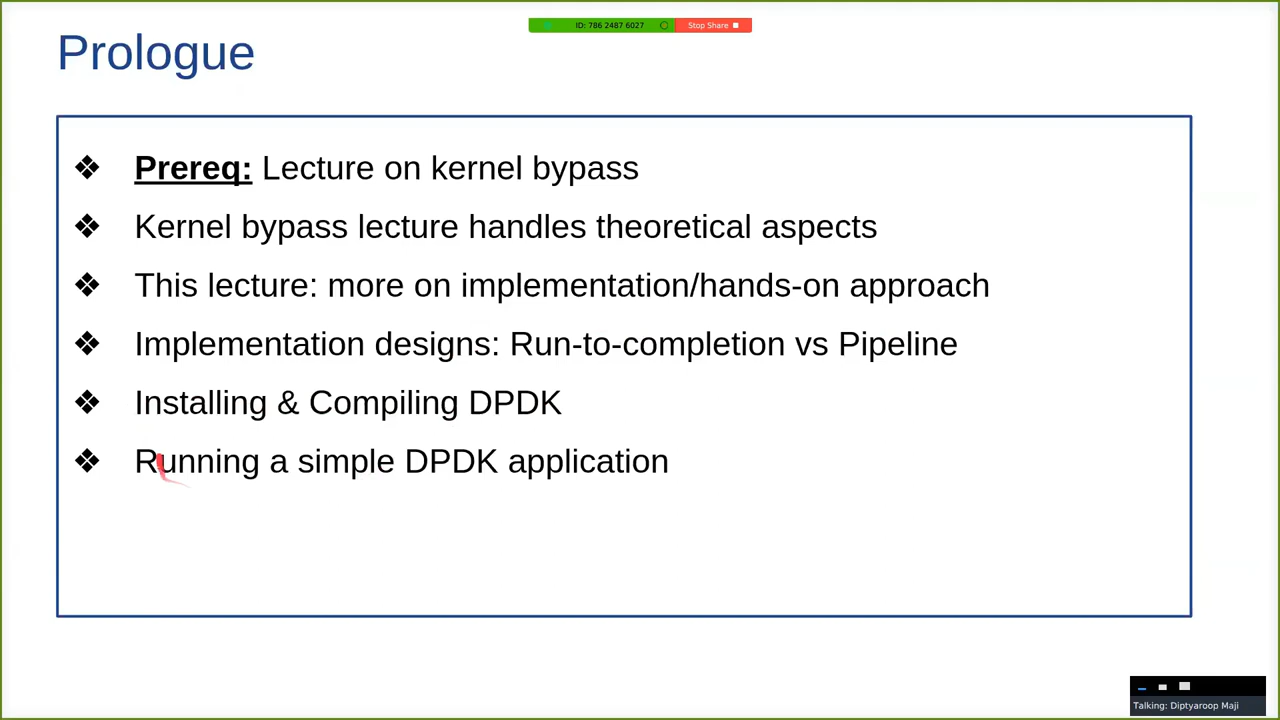 ID: 786 2487 6027 Stop Share
Prologue
❖ Prereq: Lecture on kernel bypass
❖ Kernel bypass lecture handles theoretical aspects
❖ This lecture: more on implementation/hands-on approach
❖ Implementation designs: Run-to-completion vs Pipeline
❖ Installing & Compiling DPDK
❖ Running a simple DPDK application
Talking: Diptyaroop Maji